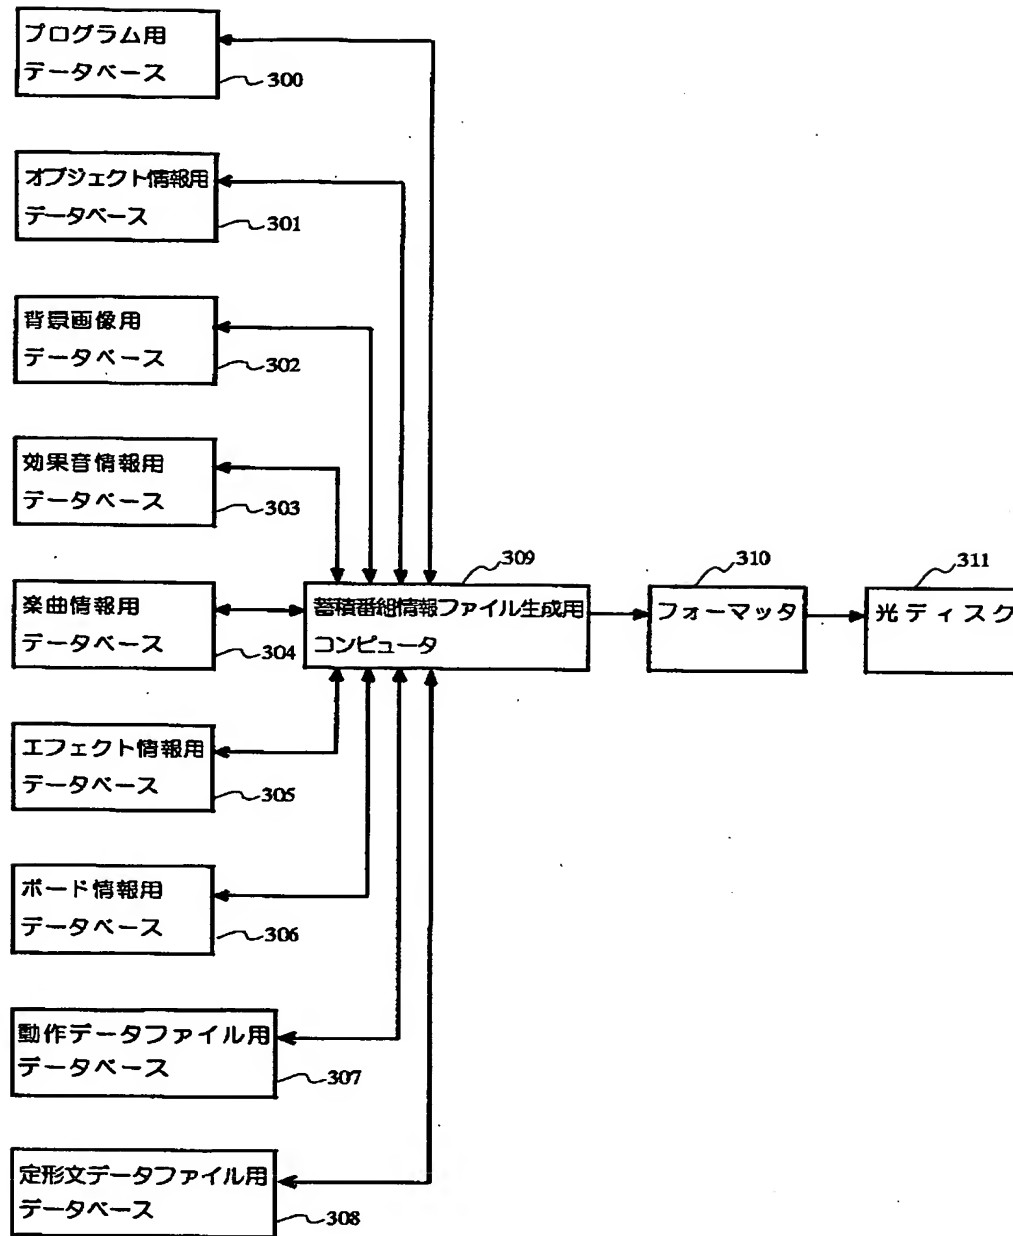 プログラム用
データベース
300
オブジェクト情報用
データベース
301
背景画像用
データベース
302
効果音情報用
データベース
303
楽曲情報用
データベース
304
蓄積番組情報ファイル生成用
コンピュータ
309
フォーマッタ
310
光ディスク
311
エフェクト情報用
データベース
305
ボード情報用
データベース
306
動作データファイル用
データベース
307
定形文データファイル用
データベース
308